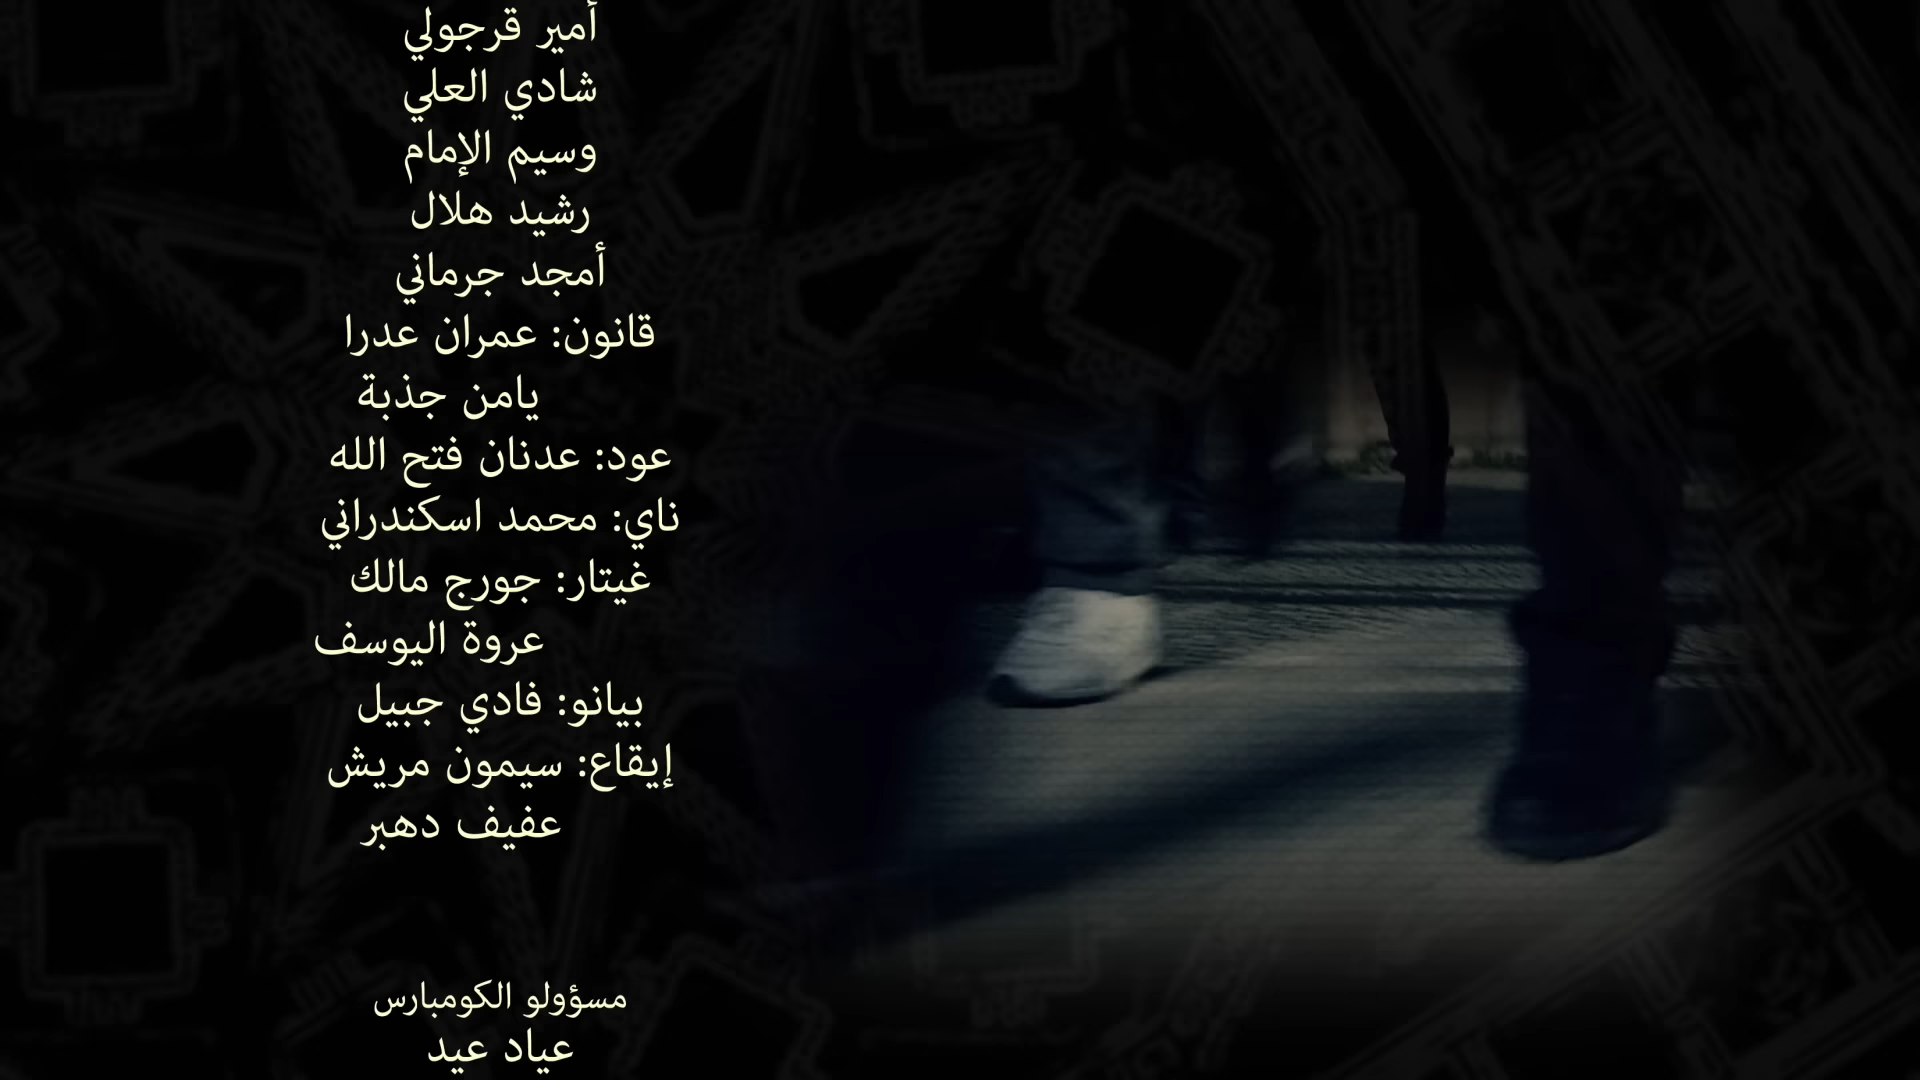 أمير قرجولي
شادي العلي
وسيم الإمام
رشيد هلال
أمجد جرماني
قانون: عمران عدرا
يامن جذبة
عود: عدنان فتح الله
ناي: محمد اسكندراني
غيتار: جورج مالك
عروة اليوسف
بيانو: فادي جبيل
إيقاع: سيمون مريش
عفيف دهبر
مسؤولو الكومبارس
عياد عيد